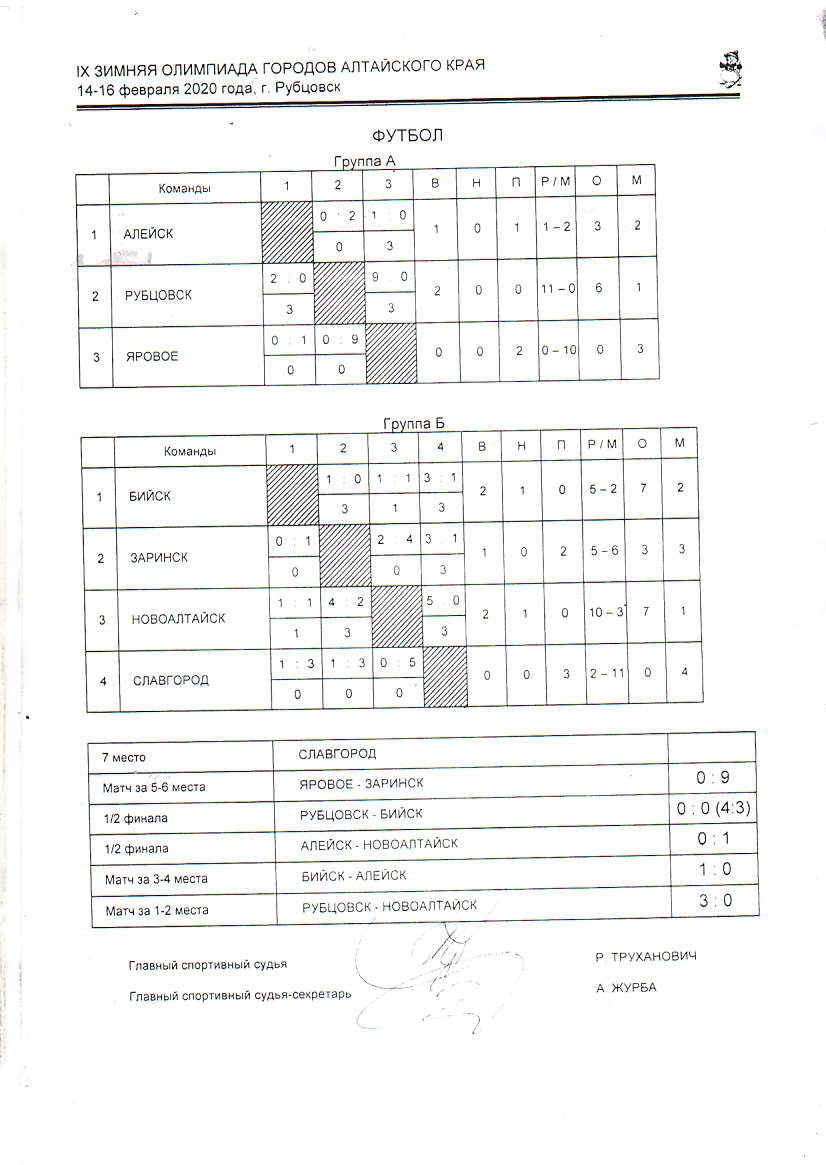 IX ЗИМНЯЯ ОЛИМПИАДА ГОРОДОВ АЛТАЙСКОГО КРАЯ
14-16 февраля 2020 года, г. Рубцовск
ФУТБОЛ
Группа А
Команды 1 2 3 В Н П Р / М О М
0 : 2 1 : 0
1 АЛЕЙСК 1 0 1 1 – 2 3 2
0 3
2 : 0 9 0
2 РУБЦОВСК 2 0 0 11 – 0 6 1
3 3
0 : 1 0 : 9
3 ЯРОВОЕ 0 0 2 0 – 10 0 3
0 0
Группа Б
Команды 1 2 3 4 В Н П Р / М О М
1 : 0 1 : 1 3 : 1
1 БИЙСК 2 1 0 5 – 2 7 2
3 1 3
0 : 1 2 : 4 3 : 1
2 ЗАРИНСК 1 0 2 5 – 6 3 3
0 0 3
1 : 1 4 : 2 5 0
3 НОВОАЛТАЙСК 2 1 0 10 – 3 7 1
1 3 3
1 : 3 1 : 3 0 : 5
4 СЛАВГОРОД 0 0 3 2 – 11 0 4
0 0 0
7 место СЛАВГОРОД
Матч за 5-6 места ЯРОВОЕ - ЗАРИНСК 0 : 9
1/2 финала РУБЦОВСК - БИЙСК 0 : 0 (4:3)
1/2 финала АЛЕЙСК - НОВОАЛТАЙСК 0 : 1
Матч за 3-4 места БИЙСК - АЛЕЙСК 1 : 0
Матч за 1-2 места РУБЦОВСК - НОВОАЛТАЙСК 3 : 0
Главный спортивный судья Р ТРУХАНОВИЧ
Главный спортивный судья-секретарь А ЖУРБА